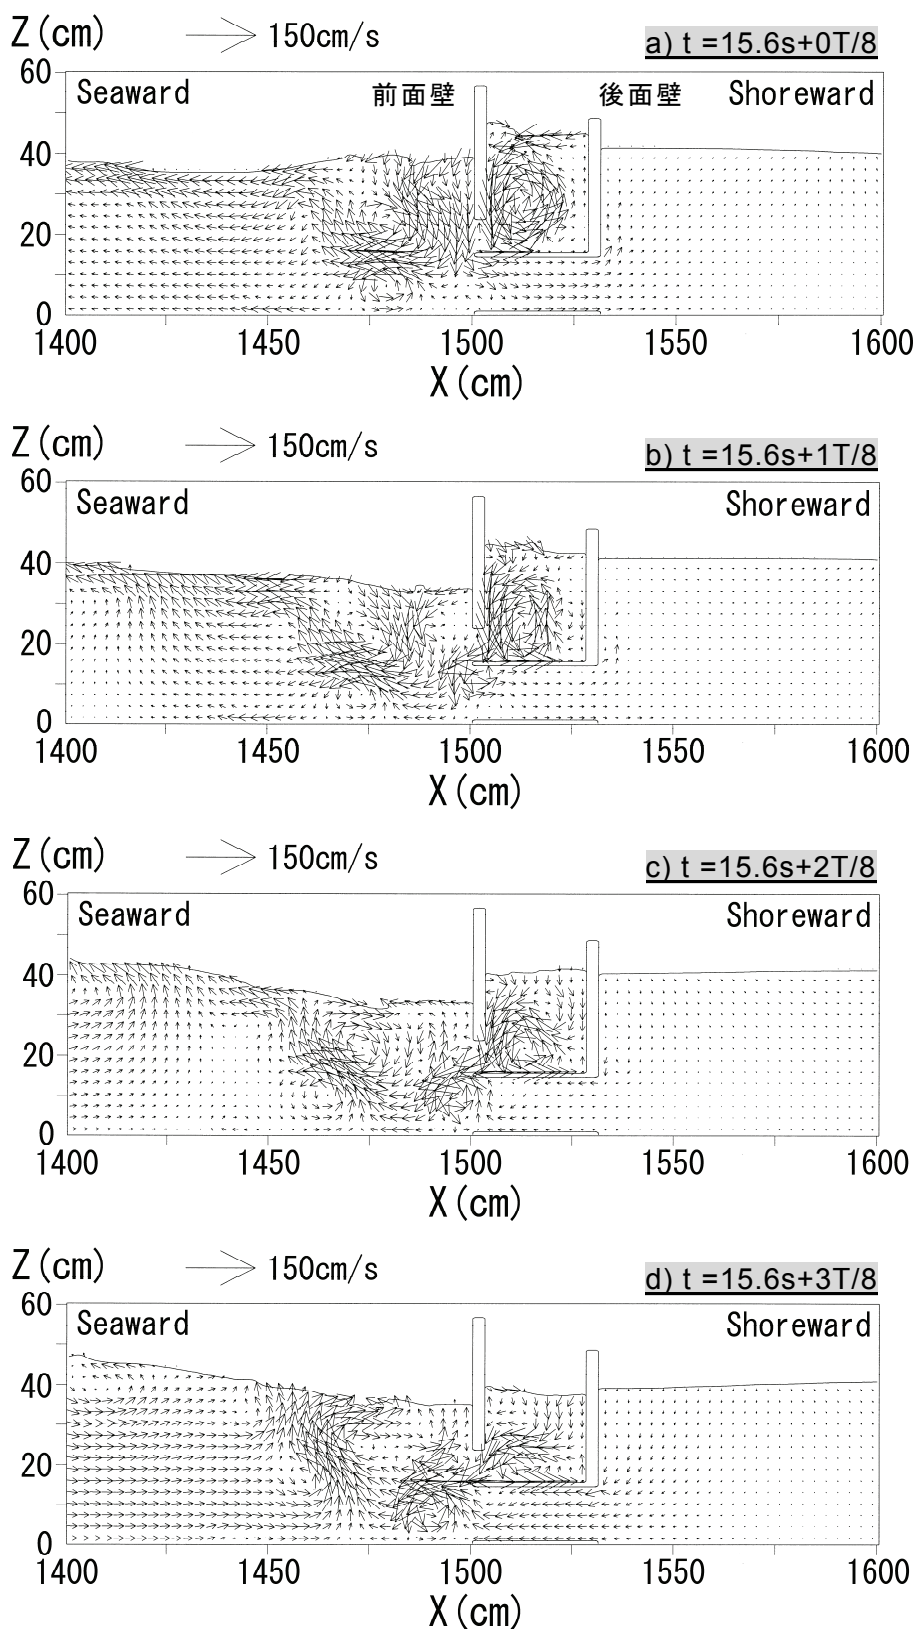 Z(cm) 150cm/s a) t =15.6s+0T/8
60
Seaward 前面壁 後面壁 Shoreward
40
20
0
1400 1450 1500 1550 1600
X(cm)
Z(cm) 150cm/s b) t =15.6s+1T/8
60
Seaward Shoreward
40
20
0
1400 1450 1500 1550 1600
X(cm)
Z(cm) 150cm/s c) t =15.6s+2T/8
60
Seaward Shoreward
40
20
0
1400 1450 1500 1550 1600
X(cm)
Z(cm) 150cm/s d) t =15.6s+3T/8
60
Seaward Shoreward
40
20
0
1400 1450 1500 1550 1600
X(cm)